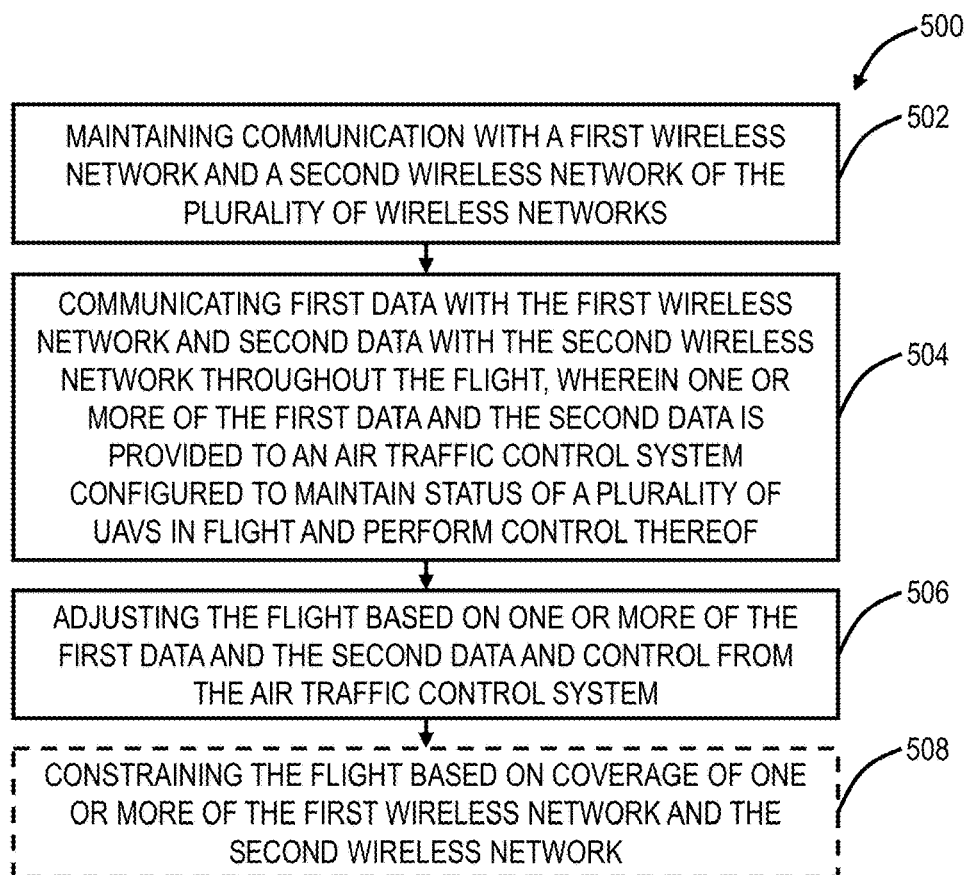 500
502
MAINTAINING COMMUNICATION WITH A FIRST WIRELESS
NETWORK AND A SECOND WIRELESS NETWORK OF THE
PLURALITY OF WIRELESS NETWORKS
504
COMMUNICATING FIRST DATA WITH THE FIRST WIRELESS
NETWORK AND SECOND DATA WITH THE SECOND WIRELESS
NETWORK THROUGHOUT THE FLIGHT, WHEREIN ONE OR
MORE OF THE FIRST DATA AND THE SECOND DATA IS
PROVIDED TO AN AIR TRAFFIC CONTROL SYSTEM
CONFIGURED TO MAINTAIN STATUS OF A PLURALITY OF
UAVS IN FLIGHT AND PERFORM CONTROL THEREOF
506
ADJUSTING THE FLIGHT BASED ON ONE OR MORE OF THE
FIRST DATA AND THE SECOND DATA AND CONTROL FROM
THE AIR TRAFFIC CONTROL SYSTEM
508
CONSTRAINING THE FLIGHT BASED ON COVERAGE OF ONE
OR MORE OF THE FIRST WIRELESS NETWORK AND THE
SECOND WIRELESS NETWORK